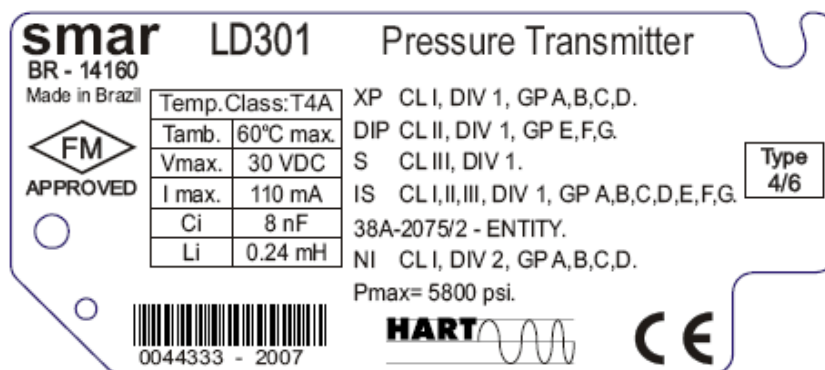 smar LD301 Pressure Transmitter
BR - 14160
Made in Brazil
FM
APPROVED
Temp.Class:T4A
Tamb. 60°C max.
Vmax. 30 VDC
I max. 110 mA
Ci 8 nF
Li 0.24 mH
XP CL I, DIV 1, GP A,B,C,D.
DIP CL II, DIV 1, GP E,F,G.
S CL III, DIV 1.
IS CL I,II,III, DIV 1, GP A,B,C,D,E,F,G.
38A-2075/2 - ENTITY.
NI CL I, DIV 2, GP A,B,C,D.
Pmax= 5800 psi.
Type
4/6
0044333 - 2007
HART
CE